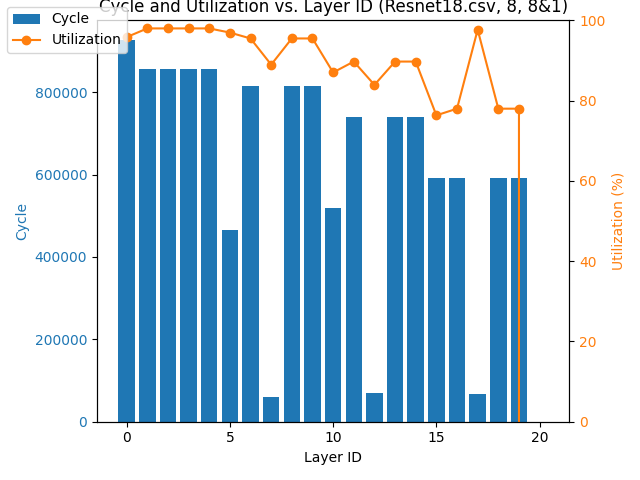 Cycle and Utilization vs. Layer ID (Resnet18.csv, 8, 8&1)
Cycle
Utilization
100
80
60
40
20
0
800000
600000
400000
200000
0
Cycle
Utilization (%)
0
5
10
15
20
Layer ID